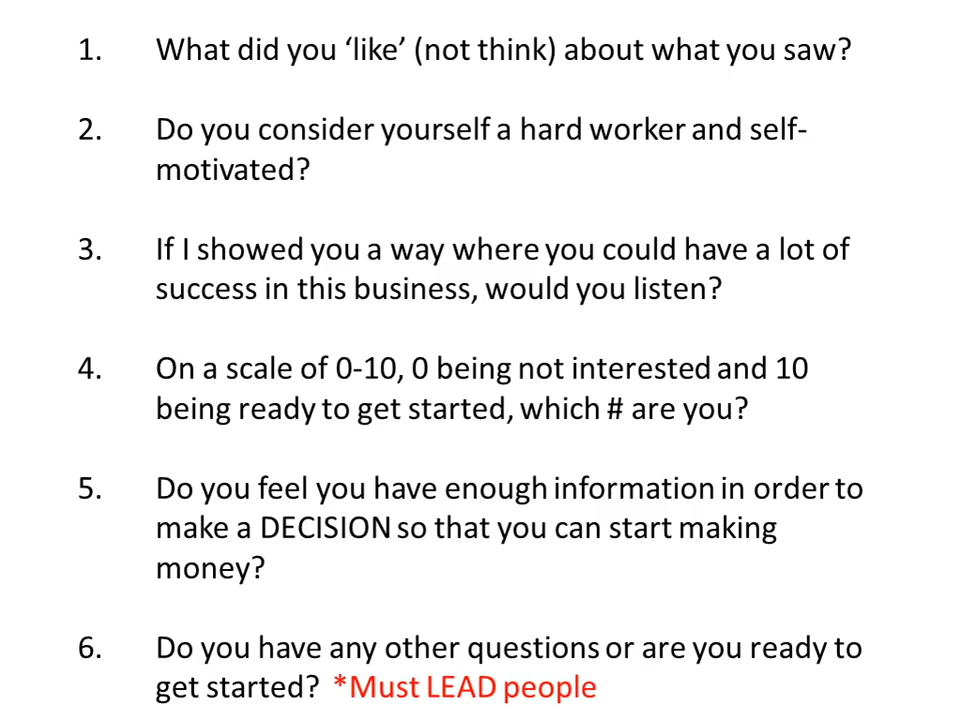 1. What did you ‘like’ (not think) about what you saw?
2. Do you consider yourself a hard worker and self-
motivated?
3. If I showed you a way where you could have a lot of
success in this business, would you listen?
4. On a scale of 0-10, 0 being not interested and 10
being ready to get started, which # are you?
5. Do you feel you have enough information in order to
make a DECISION so that you can start making
money?
6. Do you have any other questions or are you ready to
get started? *Must LEAD people